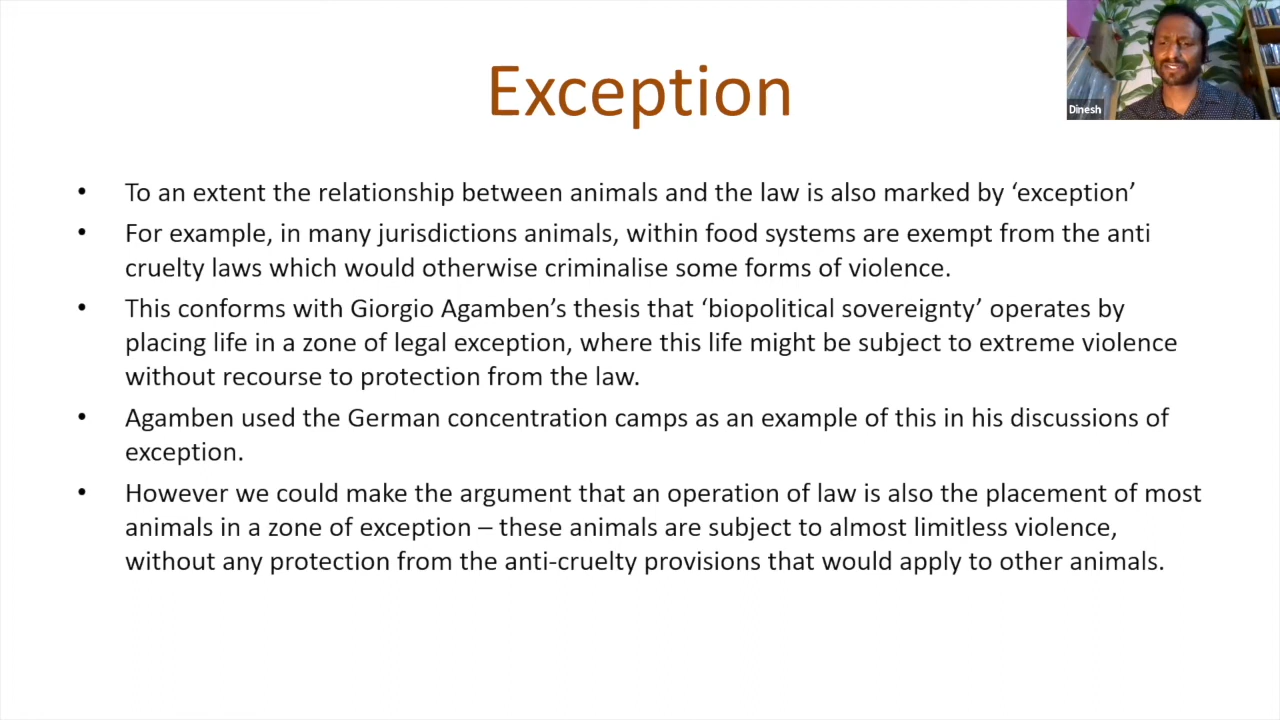 Exception
Dinesh
• To an extent the relationship between animals and the law is also marked by ‘exception’
• For example, in many jurisdictions animals, within food systems are exempt from the anti
cruelty laws which would otherwise criminalise some forms of violence.
• This conforms with Giorgio Agamben’s thesis that ‘biopolitical sovereignty’ operates by
placing life in a zone of legal exception, where this life might be subject to extreme violence
without recourse to protection from the law.
• Agamben used the German concentration camps as an example of this in his discussions of
exception.
• However we could make the argument that an operation of law is also the placement of most
animals in a zone of exception – these animals are subject to almost limitless violence,
without any protection from the anti-cruelty provisions that would apply to other animals.